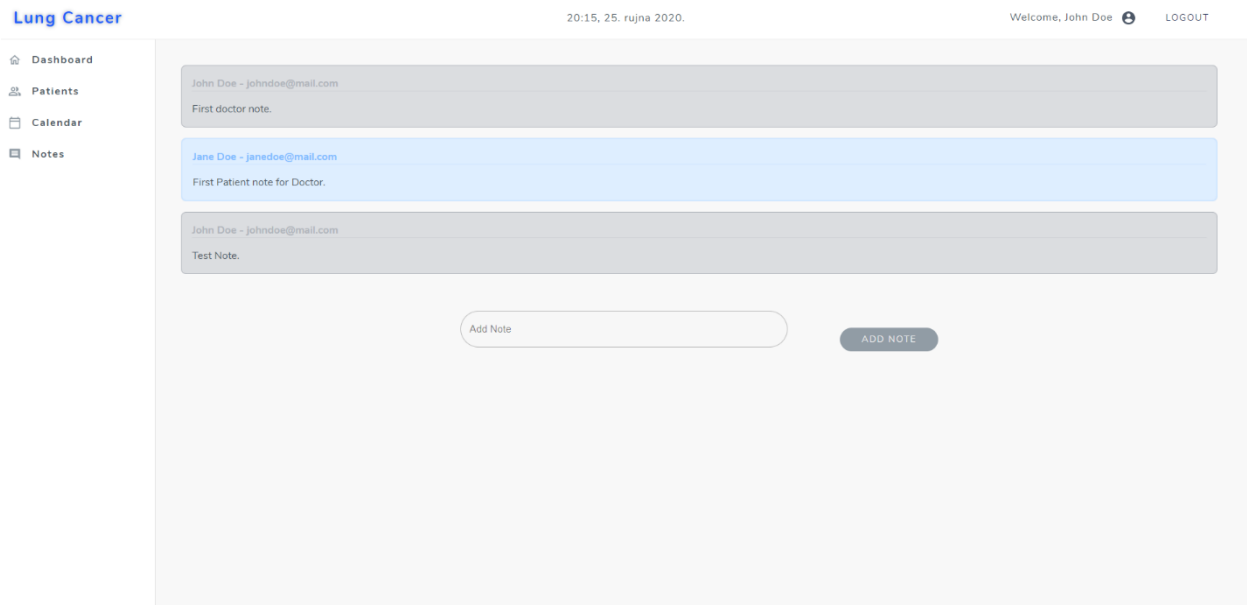 Lung Cancer
20:15, 25. rujna 2020.
Welcome, John Doe
LOGOUT
Dashboard
Patients
Calendar
Notes
John Doe - johndoe@mail.com
First doctor note.
Jane Doe - janedoe@mail.com
First Patient note for Doctor.
John Doe - johndoe@mail.com
Test Note.
Add Note
ADD NOTE